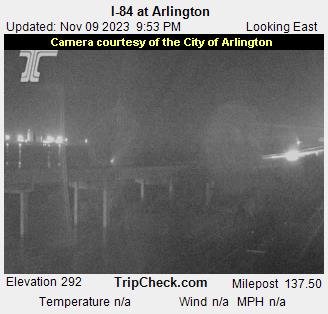 I-84 at Arlington
Updated: Nov 09 2023 9:53 PM Looking East
Camera courtesy of the City of Arlington
Elevation 292 TripCheck.com Milepost 137.50
Temperature n/a Wind n/a MPH n/a